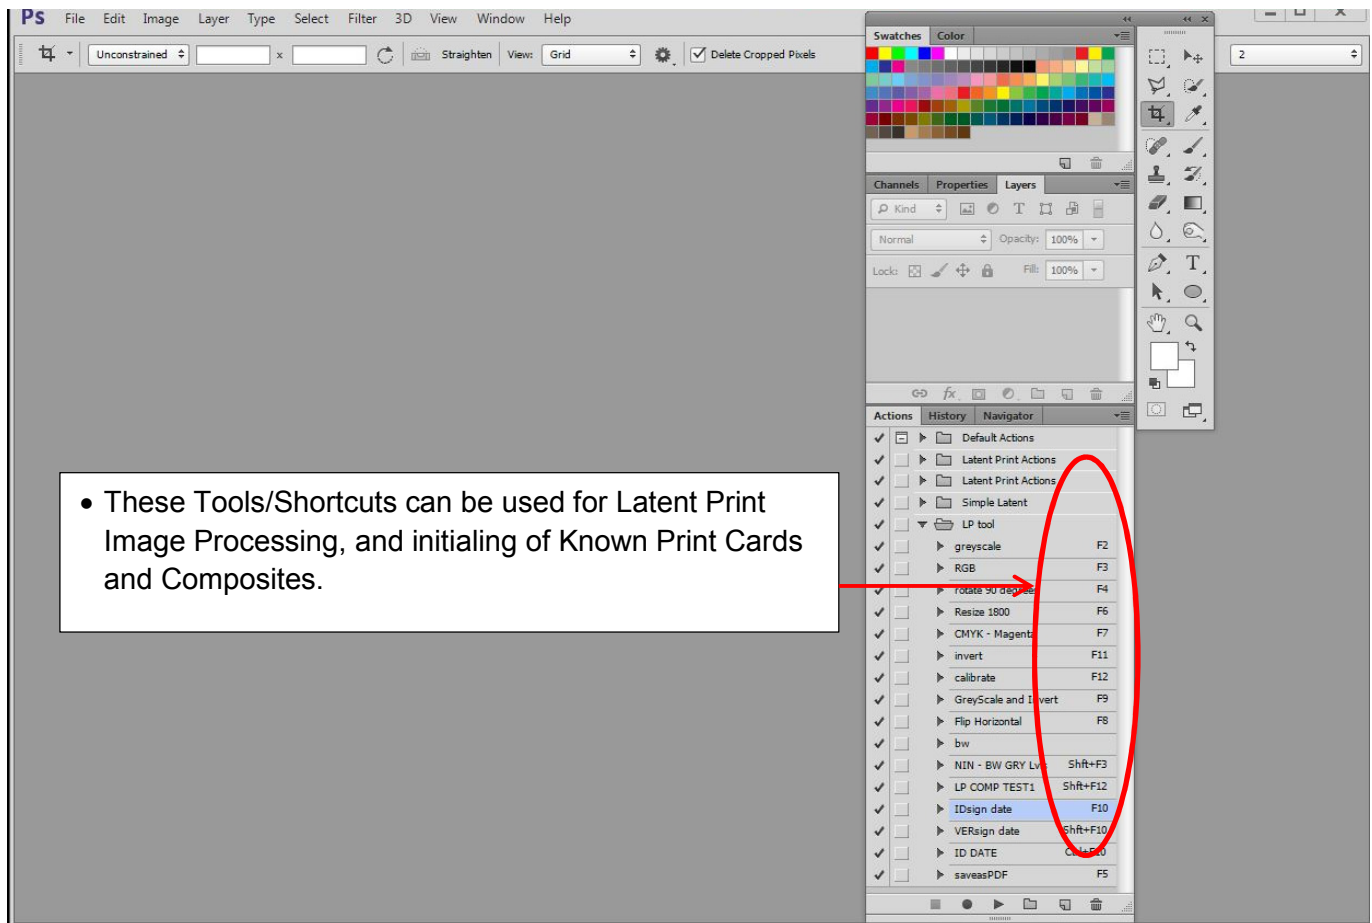 Ps File Edit Image Layer Type Select Filter 3D View Window Help
Unconstrained x Straighten View: Grid Delete Cropped Pixels 2
Swatches Color
Channels Properties Layers
Kind
Normal Opacity: 100%
Lock: Fill: 100%
Actions History Navigator
Default Actions
Latent Print Actions
Latent Print Actions
Simple Latent
LP tool
greyscale F2
RGB F3
rotate 90 degrees F4
Resize 1800 F6
CMYK - Magenta F7
invert F11
calibrate F12
GreyScale and Invert F9
Flip Horizontal F8
bw
NIN - BW GRY Shft+F3
LP COMP TEST1 Shft+F12
IDsign date F10
VERsign date Shft+F10
ID DATE Ctrl+F10
saveasPDF F5
• These Tools/Shortcuts can be used for Latent Print
Image Processing, and initialing of Known Print Cards
and Composites.